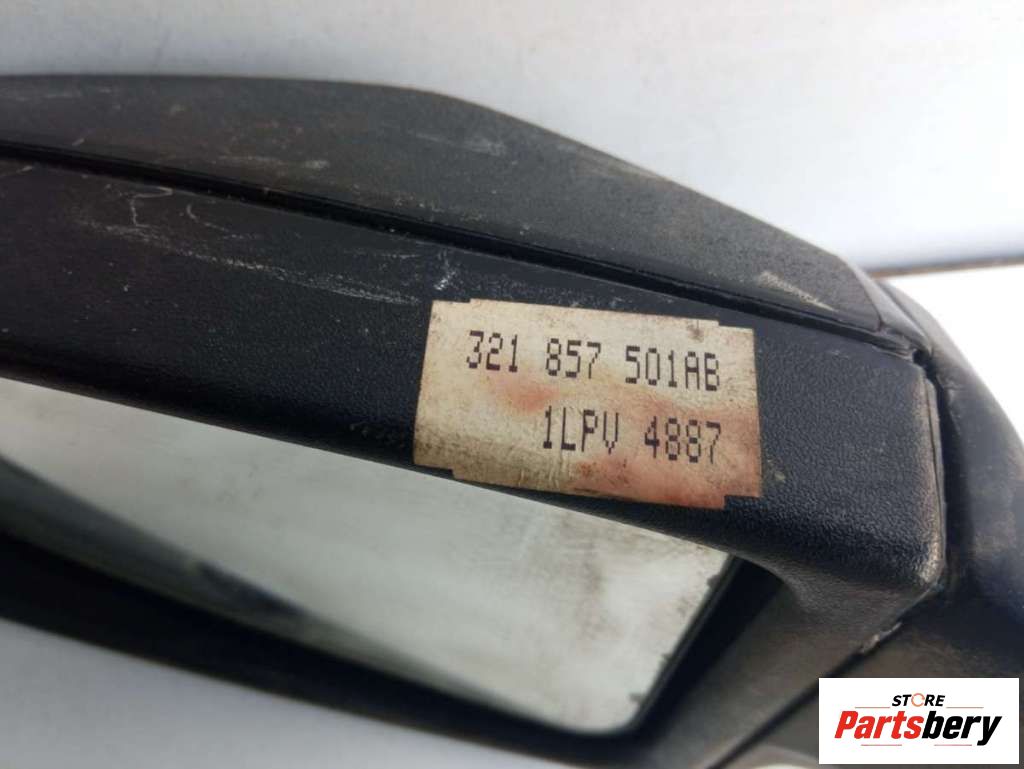 321 857 501AB
1LPV 4887
STORE
Partsbery